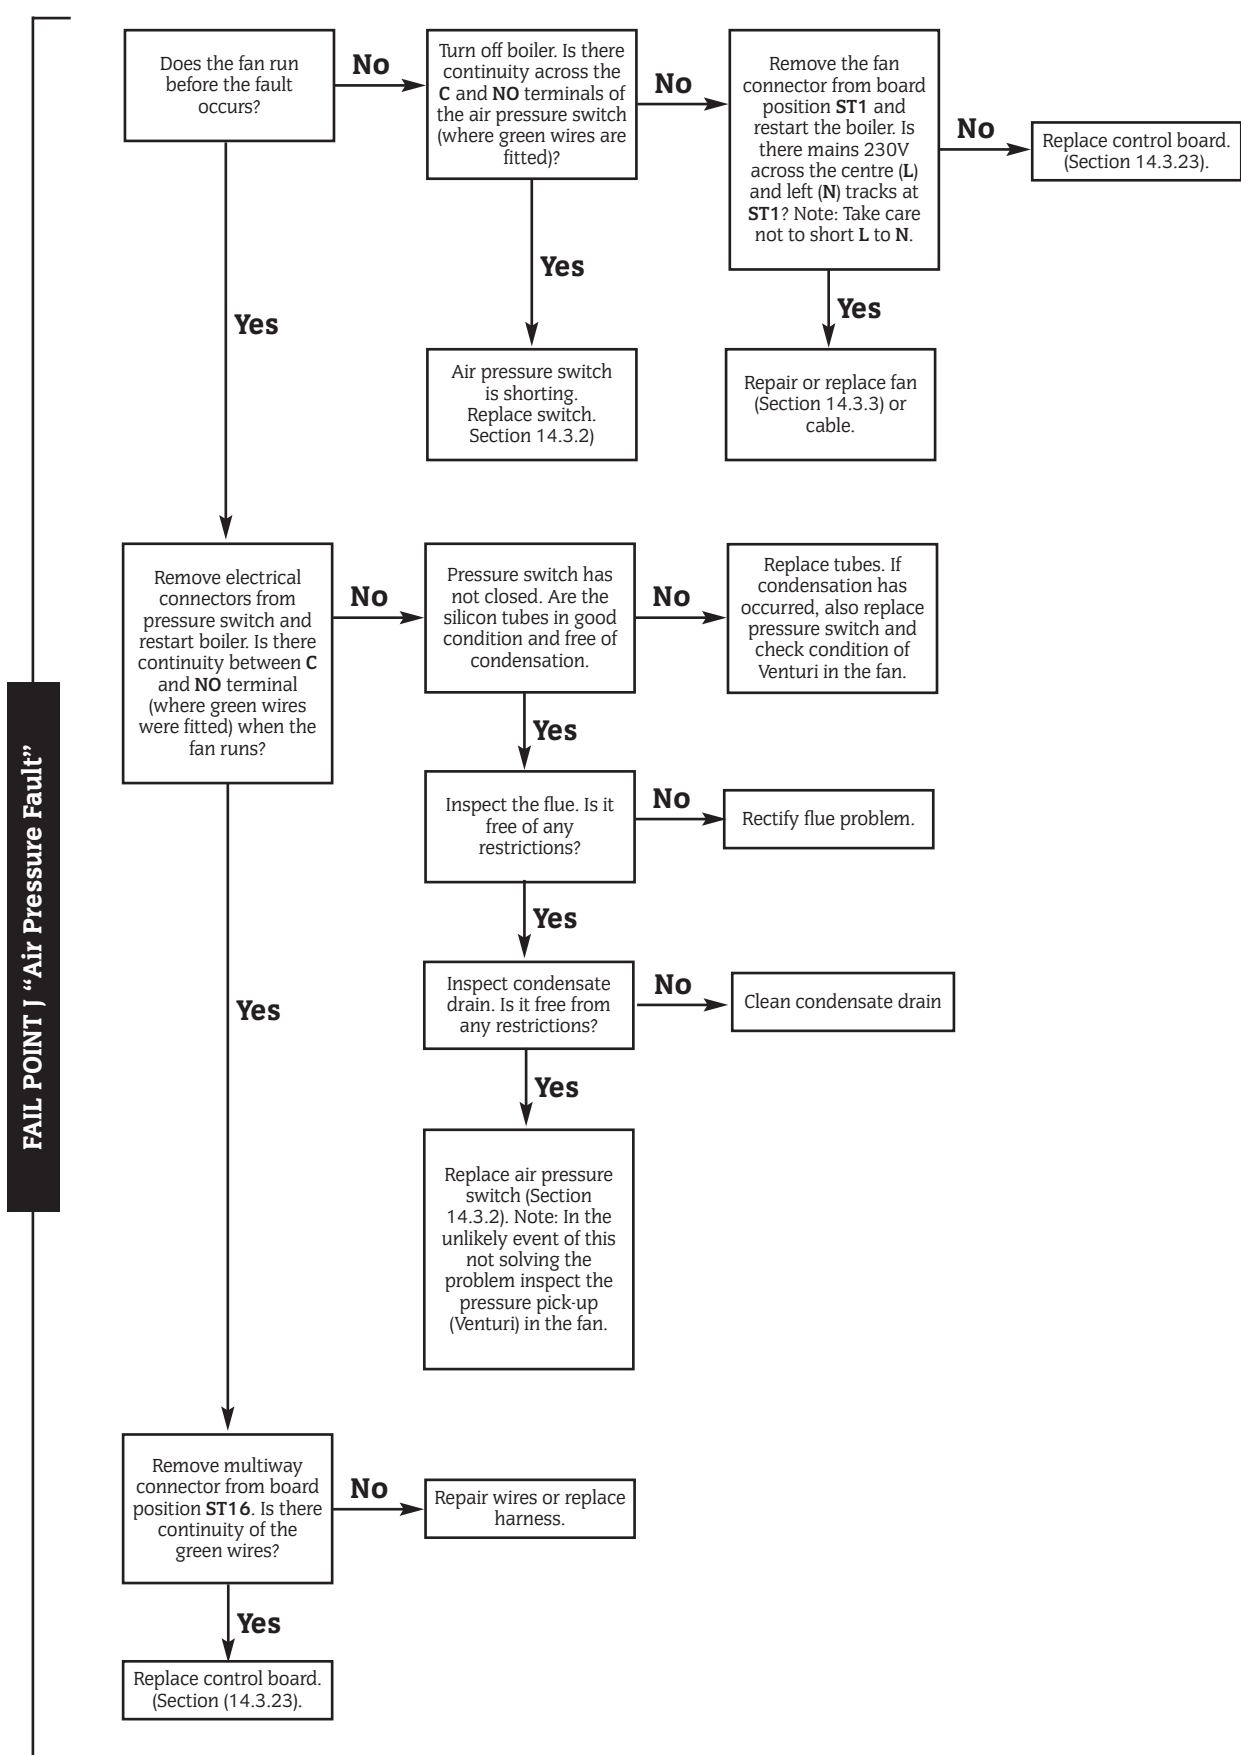 FAIL POINT J “Air Pressure Fault”
Does the fan run
before the fault
occurs?
No
Turn off boiler. Is there
continuity across the
C and NO terminals of
the air pressure switch
(where green wires are
fitted)?
No
Remove the fan
connector from board
position ST1 and
restart the boiler. Is
there mains 230V
across the centre (L)
and left (N) tracks at
ST1? Note: Take care
not to short L to N.
No
Replace control board.
(Section 14.3.23).
Yes
Yes
Yes
Air pressure switch
is shorting.
Replace switch.
Section 14.3.2)
Repair or replace fan
(Section 14.3.3) or
cable.
Remove electrical
connectors from
pressure switch and
restart boiler. Is there
continuity between C
and NO terminal
(where green wires
were fitted) when the
fan runs?
No
Pressure switch has
not closed. Are the
silicon tubes in good
condition and free of
condensation.
No
Replace tubes. If
condensation has
occurred, also replace
pressure switch and
check condition of
Venturi in the fan.
Yes
Inspect the flue. Is it
free of any
restrictions?
No
Rectify flue problem.
Yes
Inspect condensate
drain. Is it free from
any restrictions?
No
Clean condensate drain
Yes
Yes
Replace air pressure
switch (Section
14.3.2). Note: In the
unlikely event of this
not solving the
problem inspect the
pressure pick-up
(Venturi) in the fan.
Remove multiway
connector from board
position ST16. Is there
continuity of the
green wires?
No
Repair wires or replace
harness.
Yes
Replace control board.
(Section (14.3.23).